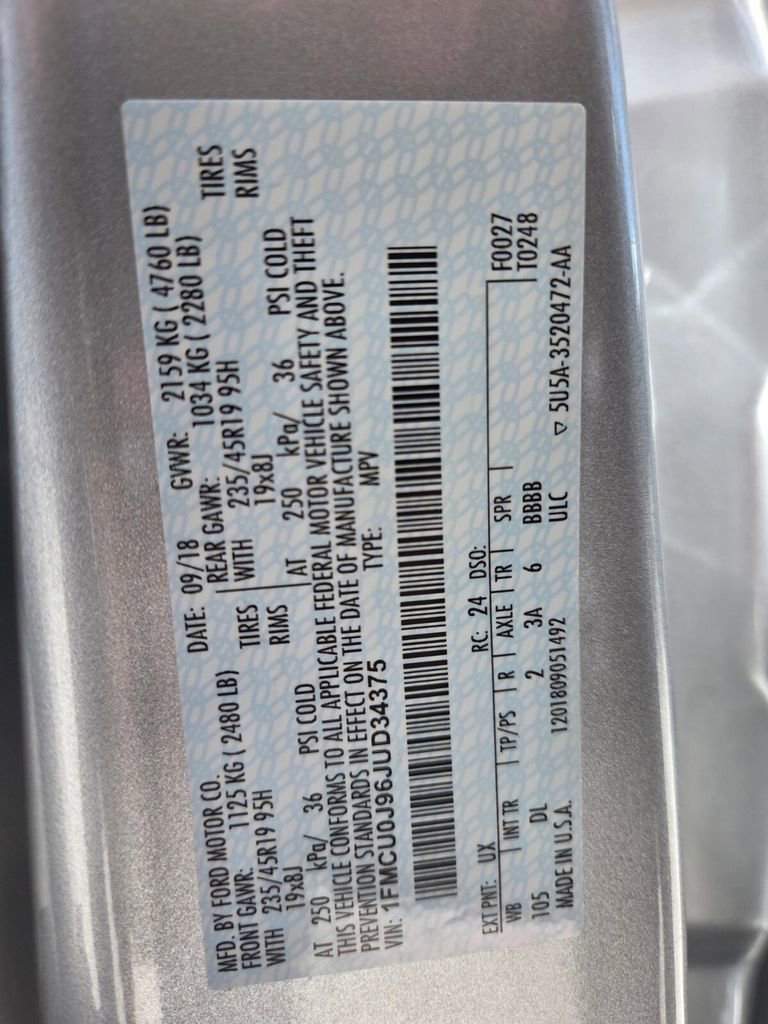 MFD. BY FORD MOTOR CO.
DATE: 09/18 GVWR: 2159 KG ( 4760 LB)
FRONT GAWR: 1125 KG ( 2480 LB) REAR GAWR: 1034 KG ( 2280 LB)
WITH 235/45R19 95H TIRES WITH 235/45R19 95H TIRES
19x8J RIMS 19x8J RIMS
AT 250 kPa/ 36 PSI COLD AT 250 kPa/ 36 PSI COLD
THIS VEHICLE CONFORMS TO ALL APPLICABLE FEDERAL MOTOR VEHICLE SAFETY AND THEFT
PREVENTION STANDARDS IN EFFECT ON THE DATE OF MANUFACTURE SHOWN ABOVE.
VIN: 1FMCU0J96JUD34375 TYPE: MPV
F0027
EXT PNT: UX RC: 24 DSO: T0248
WB INT TR TP/PS R AXLE TR SPR
105 DL 2 3A 6 BBBB
MADE IN U.S.A. 1201809051492 ULC ▽ 5U5A-3520472-AA